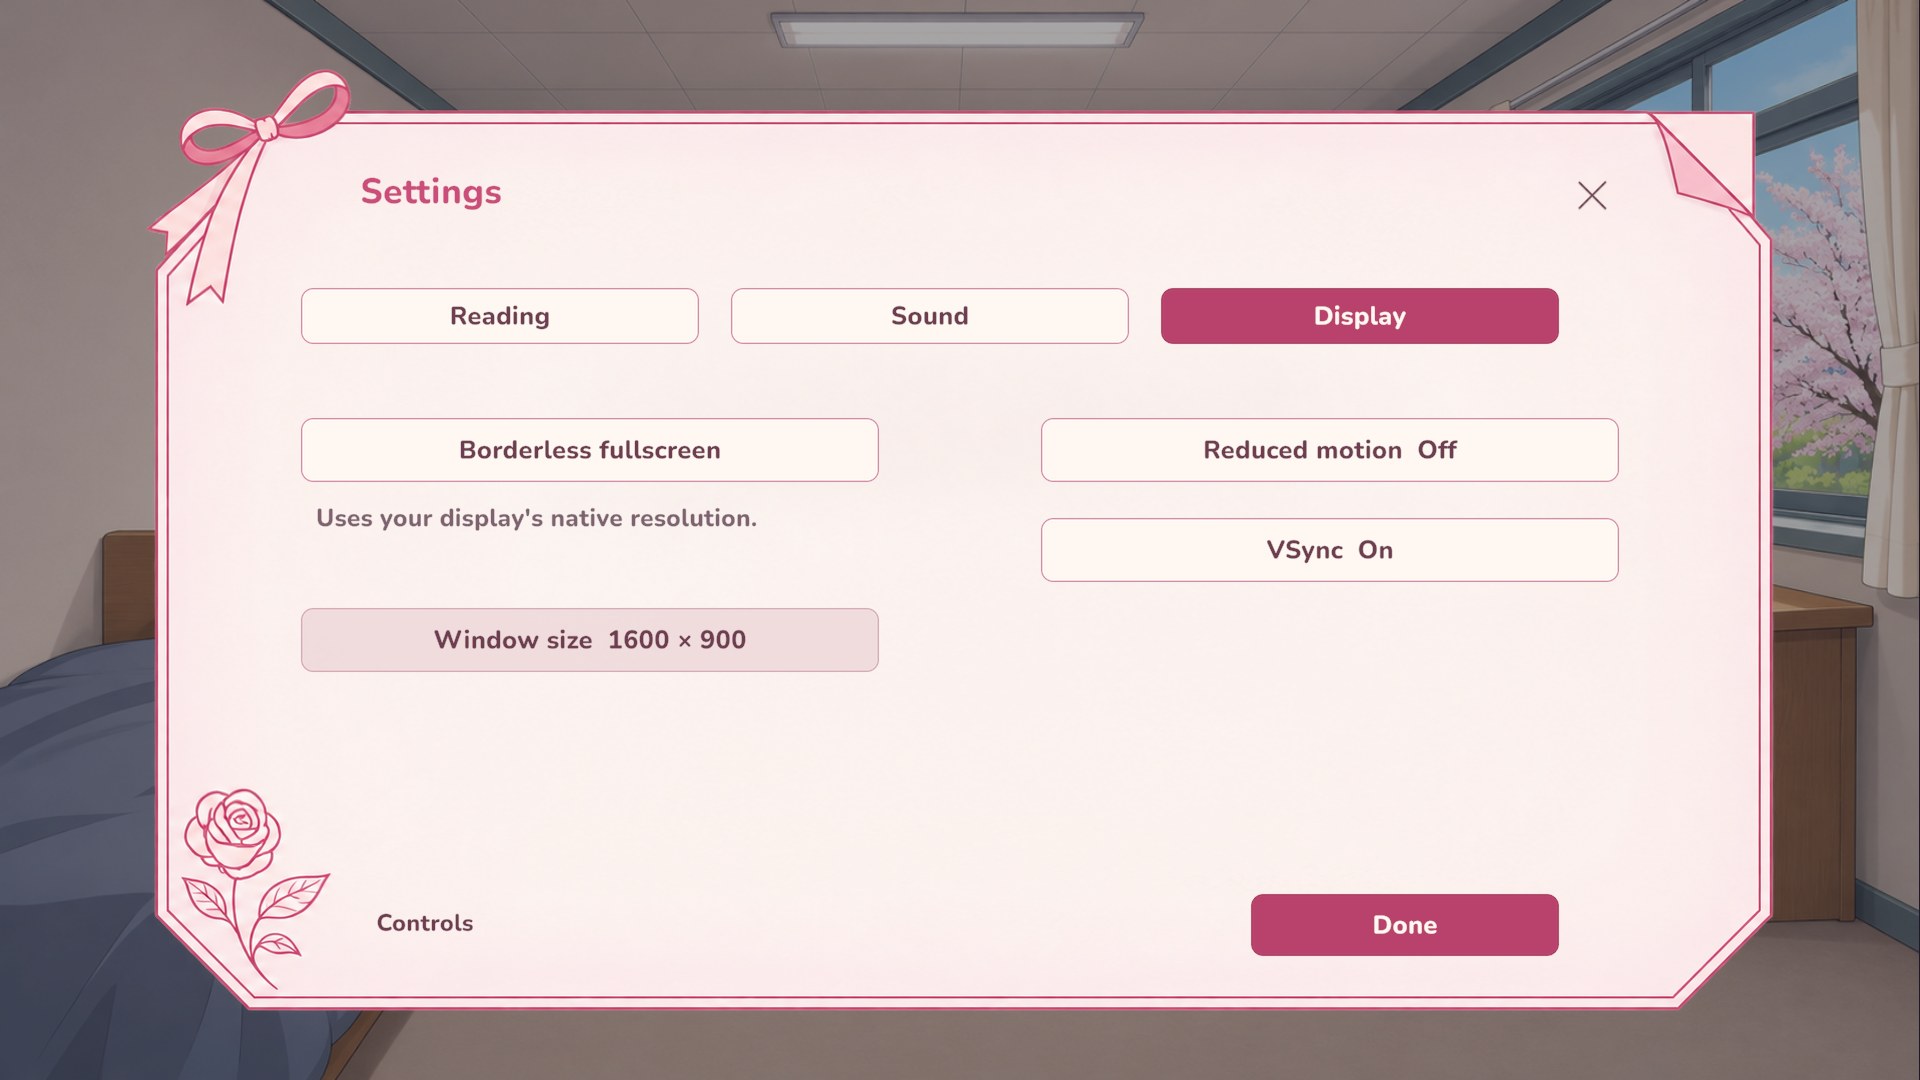 Settings
Reading
Sound
Display
Borderless fullscreen
Reduced motion  Off
Uses your display's native resolution.
VSync  On
Window size  1600 × 900
Controls
Done